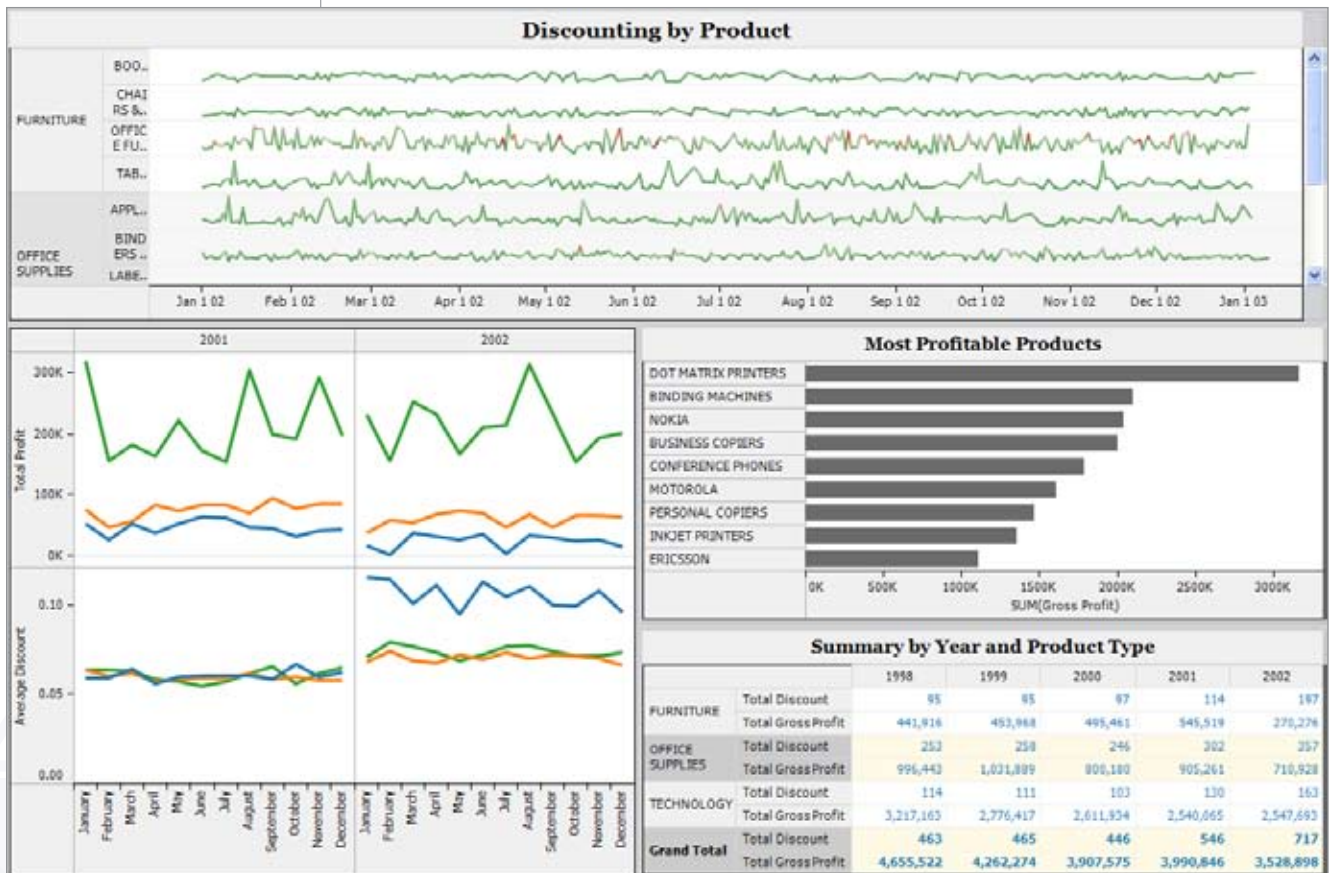 Discounting by Product
FURNITURE
BOO..
CHAI
RS &..
OFFIC
E FU..
TAB..
OFFICE
SUPPLIES
APPL..
BIND
ERS ..
LABE..
Jan 1 02 Feb 1 02 Mar 1 02 Apr 1 02 May 1 02 Jun 1 02 Jul 1 02 Aug 1 02 Sep 1 02 Oct 1 02 Nov 1 02 Dec 1 02 Jan 1 03
2001 2002
Total Profit
300K
200K
100K
0K
Average Discount
0.10
0.05
0.00
January February March April May June July August September October November December January February March April May June July August September October November December
Most Profitable Products
DOT MATRIX PRINTERS
BINDING MACHINES
NOKIA
BUSINESS COPIERS
CONFERENCE PHONES
MOTOROLA
PERSONAL COPIERS
INKJET PRINTERS
ERICSSON
0K 500K 1000K 1500K 2000K 2500K 3000K
SUM(Gross Profit)
Summary by Year and Product Type
1998 1999 2000 2001 2002
FURNITURE
Total Discount 95 95 97 114 197
Total Gross Profit 441,916 453,968 495,461 545,519 270,276
OFFICE
SUPPLIES
Total Discount 253 258 246 302 357
Total Gross Profit 996,443 1,031,889 800,180 905,261 710,928
TECHNOLOGY
Total Discount 114 111 103 130 163
Total Gross Profit 3,217,163 2,776,417 2,611,934 2,540,065 2,547,693
Grand Total
Total Discount 463 465 446 546 717
Total Gross Profit 4,655,522 4,262,274 3,907,575 3,990,846 3,528,898